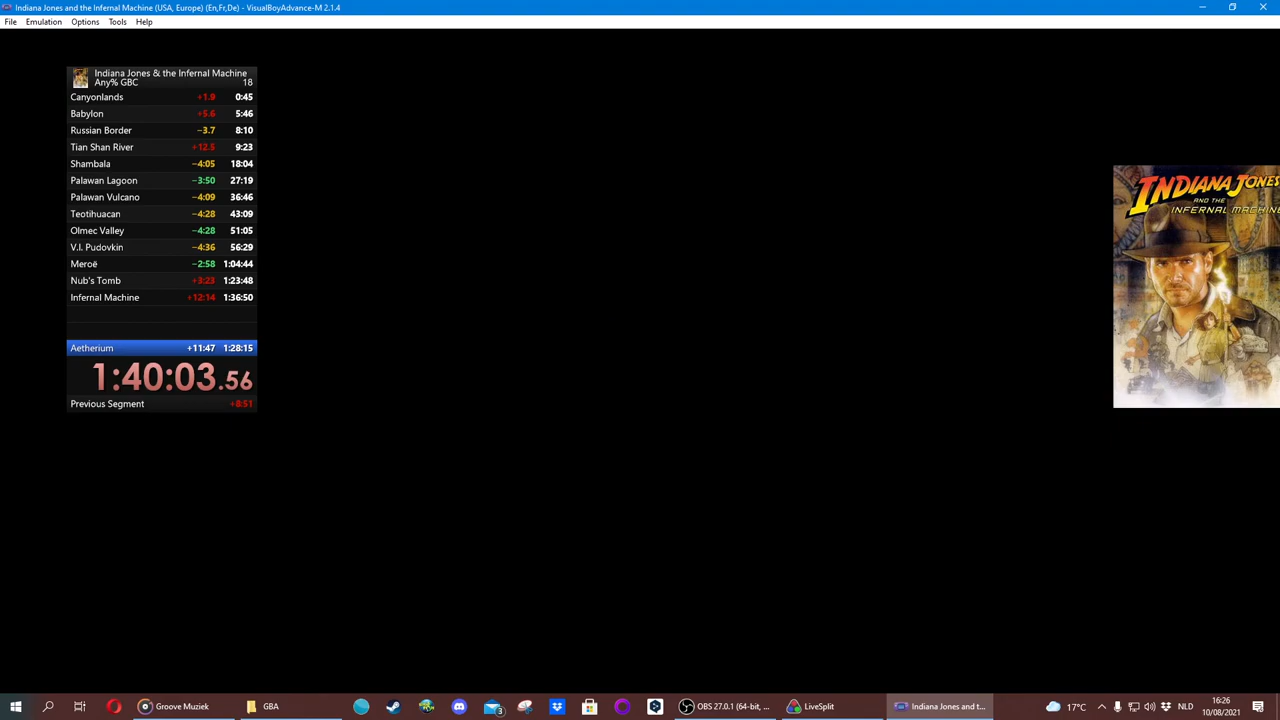 Indiana Jones and the Infernal Machine (USA, Europe) (En,Fr,De) - VisualBoyAdvance-M 2.1.4
File Emulation Options Tools Help
Indiana Jones & the Infernal Machine
Any% GBC 18
Canyonlands +1.9 0:45
Babylon +5.6 5:46
Russian Border −3.7 8:10
Tian Shan River +12.5 9:23
Shambala −4:05 18:04
Palawan Lagoon −3:50 27:19
Palawan Vulcano −4:09 36:46
Teotihuacan −4:28 43:09
Olmec Valley −4:28 51:05
V.I. Pudovkin −4:36 56:29
Meroë −2:58 1:04:44
Nub's Tomb +3:23 1:23:48
Infernal Machine +12:14 1:36:50
Aetherium +11:47 1:28:15
1:40:03.56
Previous Segment +8:51
INDIANA JONES
AND THE
INFERNAL MACHINE
Groove Muziek GBA 3 OBS 27.0.1 (64-bit, ... LiveSplit Indiana Jones and t... 17°C NLD 16:26
10/08/2021